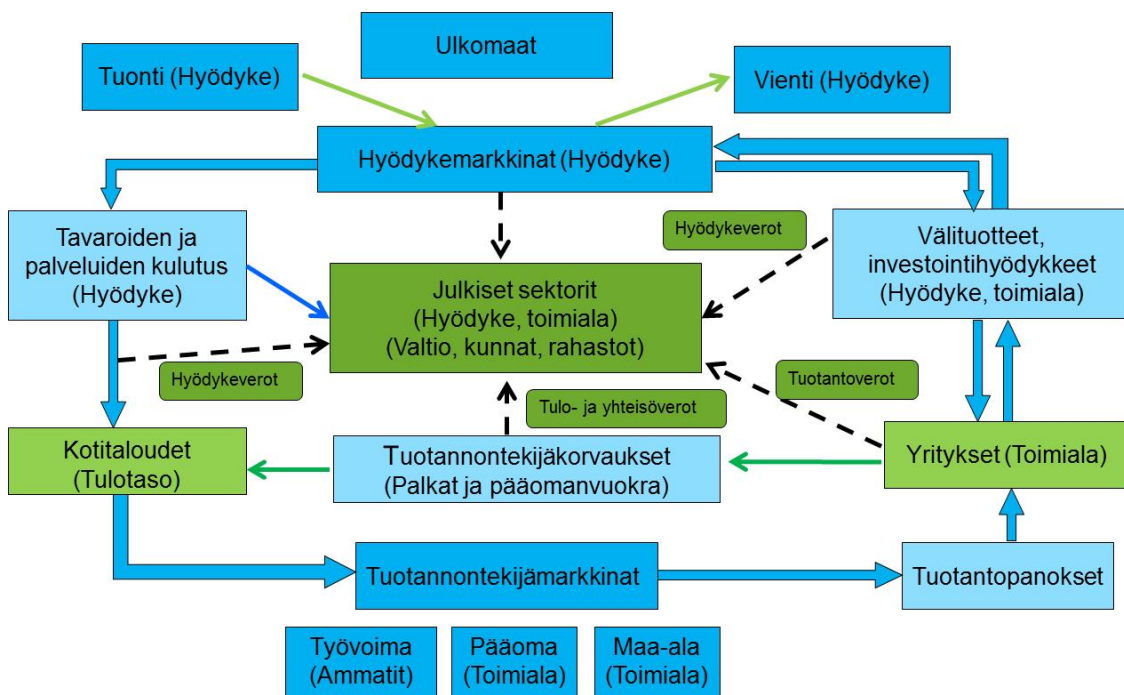 Ulkomaat
Tuonti (Hyödyke)
Vienti (Hyödyke)
Hyödykemarkkinat (Hyödyke)
Tavaroiden ja
palveluiden kulutus
(Hyödyke)
Hyödykeverot
Välituotteet,
investointihyödykkeet
(Hyödyke, toimiala)
Julkiset sektorit
(Hyödyke, toimiala)
(Valtio, kunnat, rahastot)
Hyödykeverot
Tuotantoverot
Tulo- ja yhteisöverot
Kotitaloudet
(Tulotaso)
Tuotannontekijäkorvaukset
(Palkat ja pääomanvuokra)
Yritykset (Toimiala)
Tuotannontekijämarkkinat
Tuotantopanokset
Työvoima
(Ammatit)
Pääoma
(Toimiala)
Maa-ala
(Toimiala)